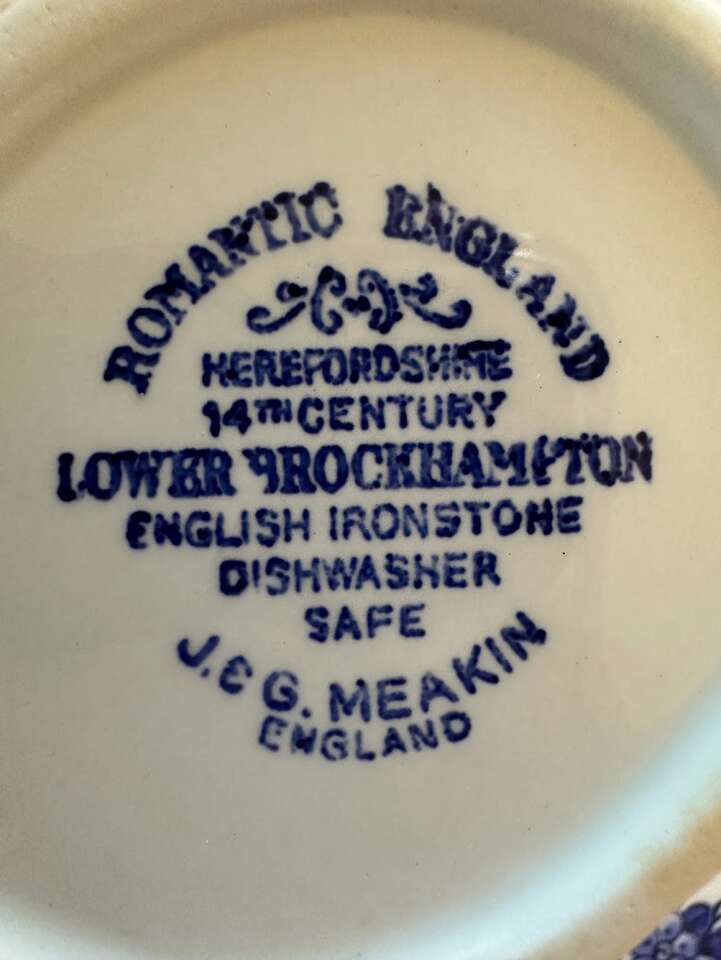 ROMANTIC ENGLAND
HEREFORDSHIRE
14TH CENTURY
LOWER BROCKHAMPTON
ENGLISH IRONSTONE
DISHWASHER
SAFE
J. & G. MEAKIN
ENGLAND